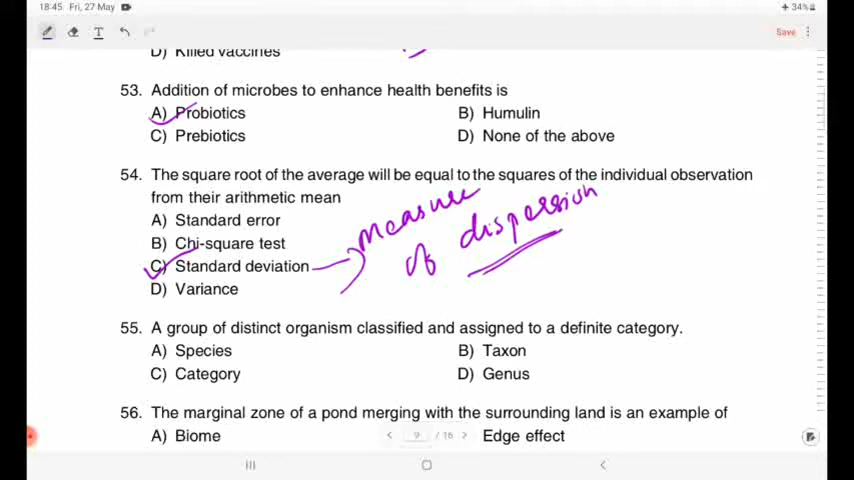 18:45 Fri, 27 May
34%
T
Save
D) Killed vaccines
53. Addition of microbes to enhance health benefits is
A) Probiotics B) Humulin
C) Prebiotics D) None of the above
54. The square root of the average will be equal to the squares of the individual observation
from their arithmetic mean
A) Standard error
B) Chi-square test
C) Standard deviation
D) Variance
measure
of dispersion
55. A group of distinct organism classified and assigned to a definite category.
A) Species B) Taxon
C) Category D) Genus
56. The marginal zone of a pond merging with the surrounding land is an example of
A) Biome Edge effect
9 / 16